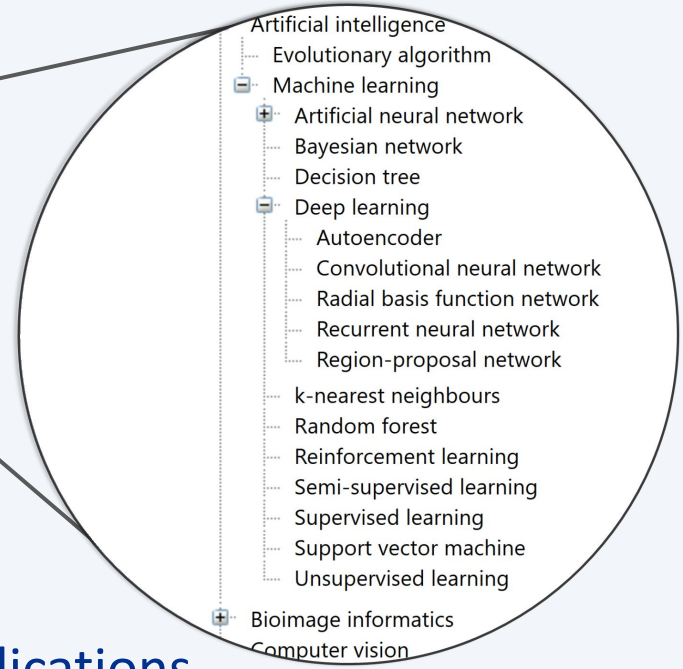 Artificial intelligence
Evolutionary algorithm
Machine learning
Artificial neural network
Bayesian network
Decision tree
Deep learning
Autoencoder
Convolutional neural network
Radial basis function network
Recurrent neural network
Region-proposal network
k-nearest neighbours
Random forest
Reinforcement learning
Semi-supervised learning
Supervised learning
Support vector machine
Unsupervised learning
Bioimage informatics
Computer vision